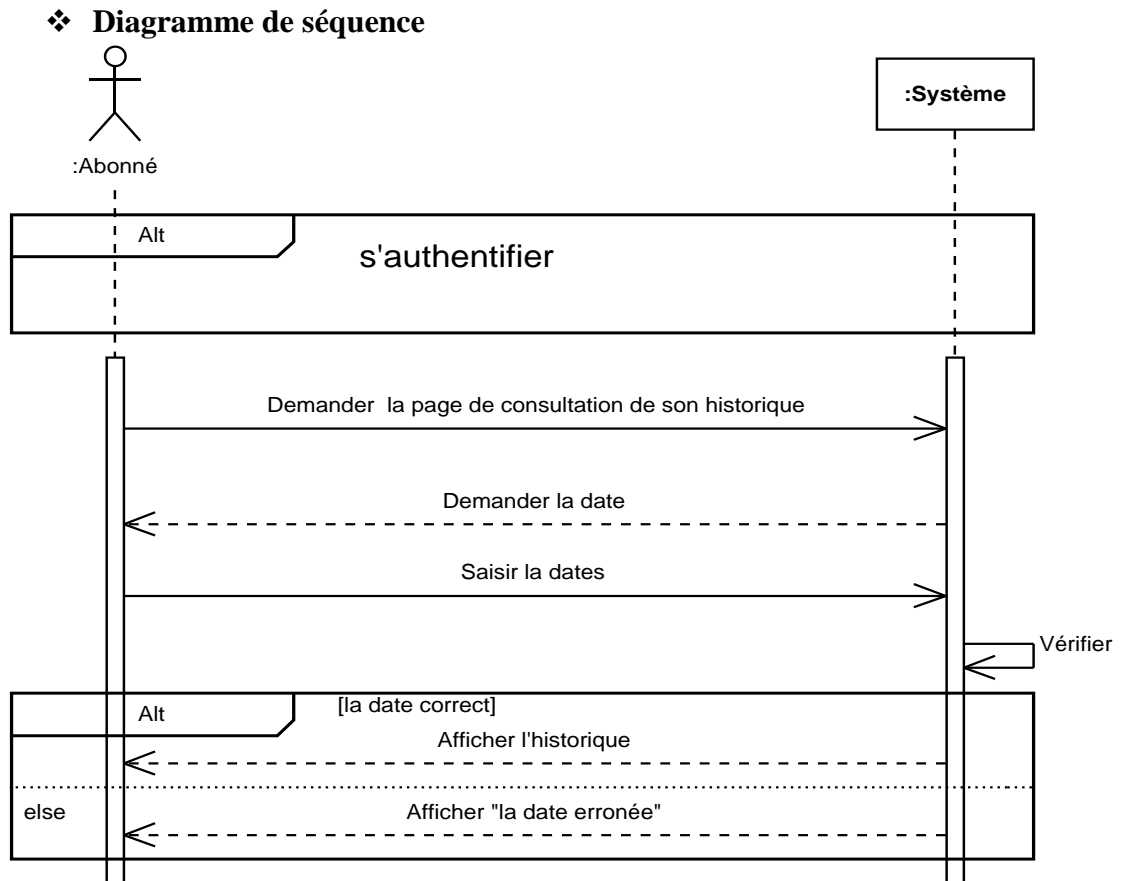 ❖ Diagramme de séquence
:Système
:Abonné
Alt
s'authentifier
Demander la page de consultation de son historique
Demander la date
Saisir la dates
Vérifier
Alt
[la date correct]
Afficher l'historique
else
Afficher "la date erronée"